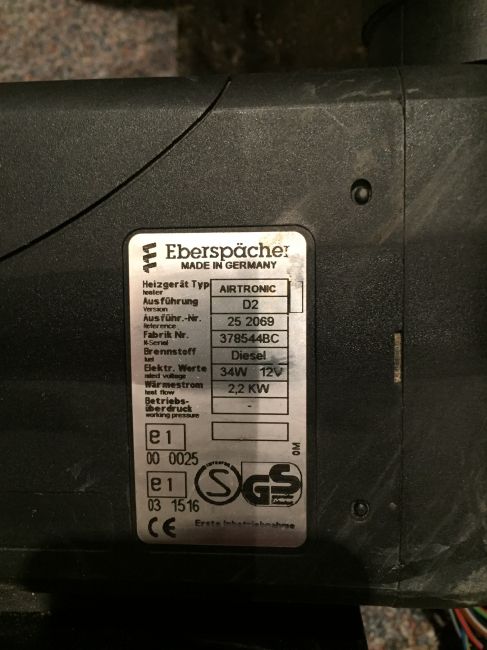 Eberspächer
MADE IN GERMANY
Heizgerät Typ AIRTRONIC
heater
Ausführung D2
Version
Ausführ.-Nr. 25 2069
Reference
Fabrik Nr. 378544BC
N-Serial
Brennstoff Diesel
fuel
Elektr. Werte 34W 12V
rated voltage
Wärmestrom 2,2 KW
heat flow
Betriebs- -
überdruck
working pressure
e1
00 0025
0M
e1
S
GS
03 1516
CE Erste Inbetriebnahme